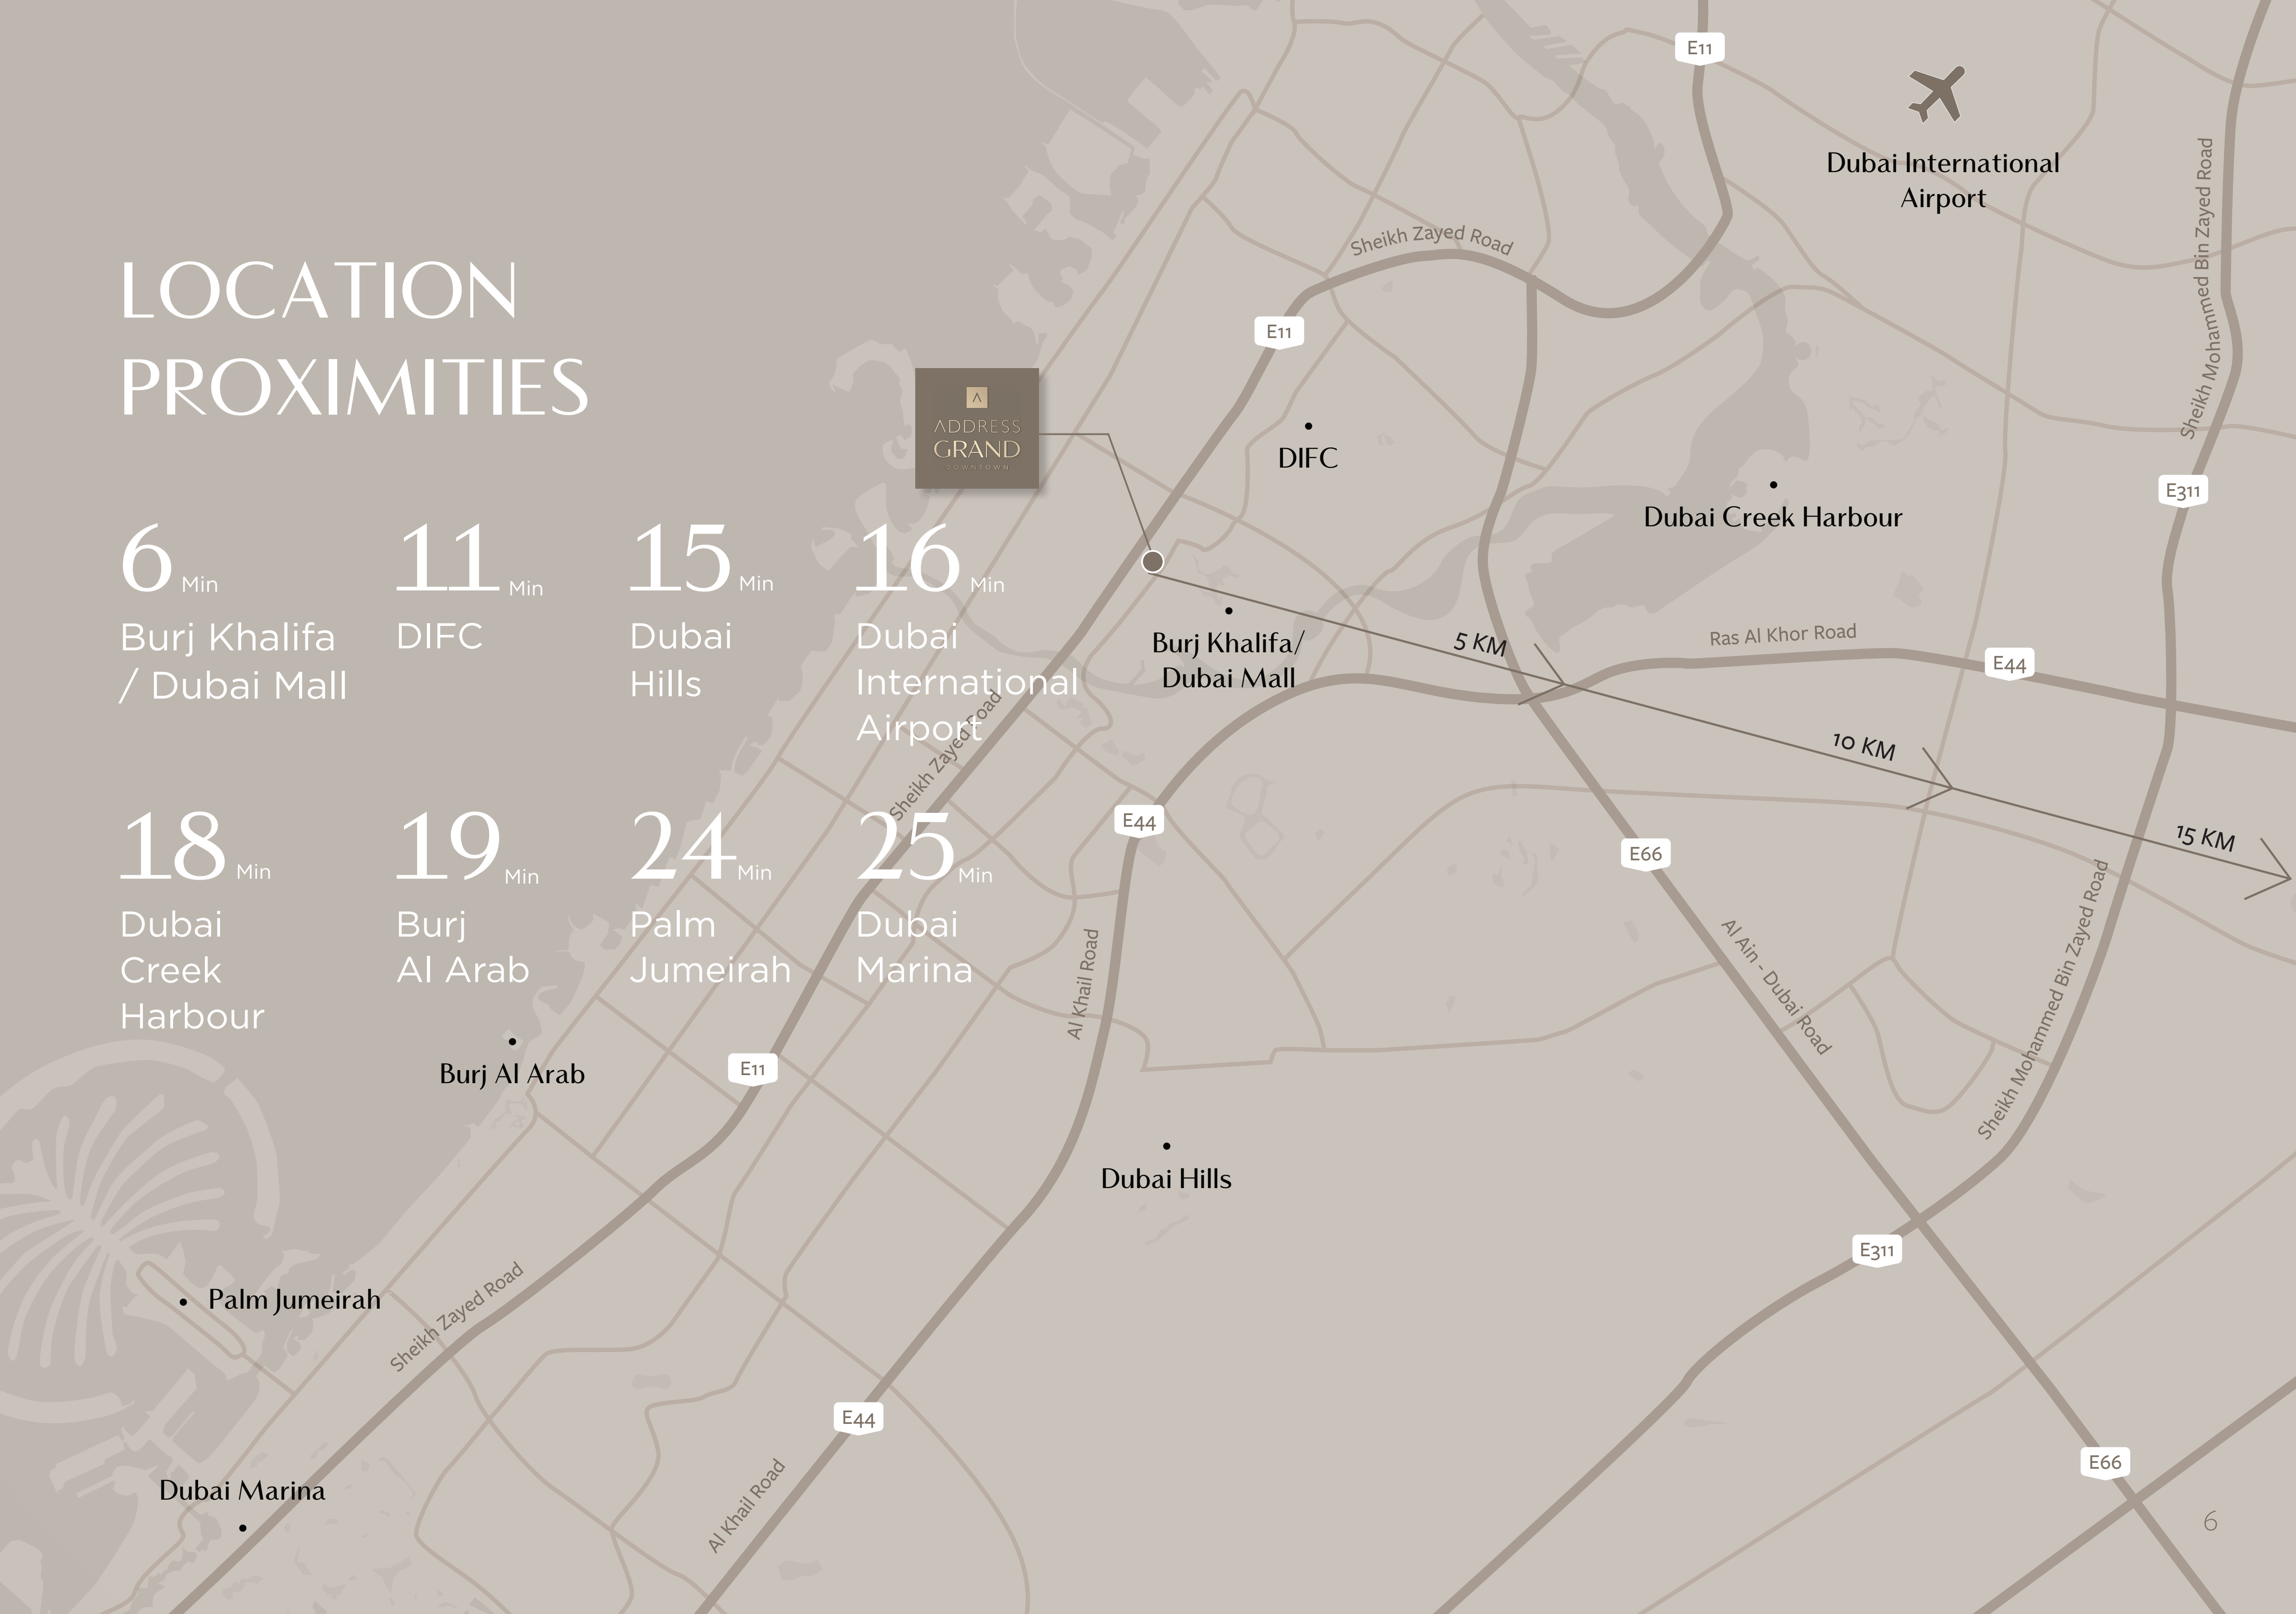 LOCATION
PROXIMITIES
6 Min
Burj Khalifa
/ Dubai Mall
11 Min
DIFC
15 Min
Dubai
Hills
16 Min
Dubai
International
Airport
18 Min
Dubai
Creek
Harbour
19 Min
Burj
Al Arab
24 Min
Palm
Jumeirah
25 Min
Dubai
Marina
E11
Dubai International
Airport
Sheikh Mohammed Bin Zayed Road
Sheikh Zayed Road
E11
ADDRESS
GRAND
DOWNTOWN
DIFC
Dubai Creek Harbour
E311
Burj Khalifa/
Dubai Mall
5 KM
Ras Al Khor Road
E44
10 KM
15 KM
Sheikh Zayed Road
E44
E66
Al Ain - Dubai Road
Sheikh Mohammed Bin Zayed Road
Al Khail Road
Burj Al Arab
E11
Dubai Hills
E311
Palm Jumeirah
Sheikh Zayed Road
E44
E66
Dubai Marina
Al Khail Road
6